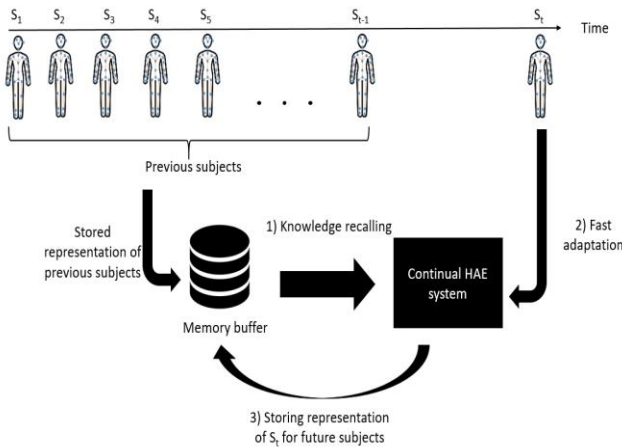 S₁ S₂ S₃ S₄ S₅ Sₜ₋₁ Sₜ
Time
. . .
Previous subjects
Stored
representation of
previous subjects
1) Knowledge recalling
2) Fast
adaptation
Continual HAE
system
Memory buffer
3) Storing representation
of Sₜ for future subjects